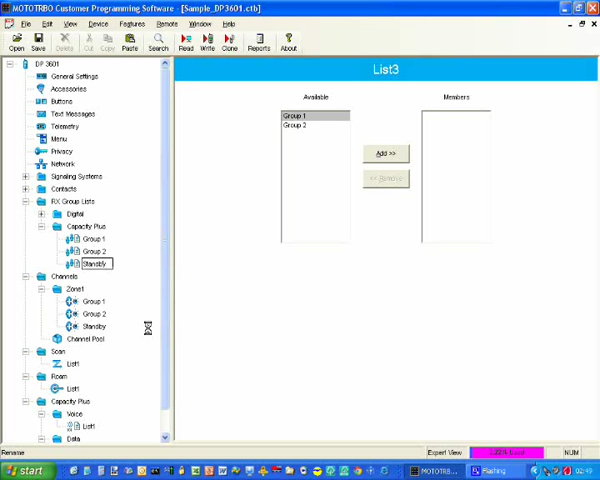 MOTOTRBO Customer Programming Software - [Sample_DP3601.ctb]
File Edit View Device Features Remote Window Help
Open Save Delete Cut Copy Paste Search Read Write Clone Reports About
DP 3601
General Settings
Accessories
Buttons
Text Messages
Telemetry
Menu
Privacy
Network
Signaling Systems
Contacts
RX Group Lists
Digital
Capacity Plus
Group 1
Group 2
Standby
Channels
Zone1
Group 1
Group 2
Standby
Channel Pool
Scan
List1
Roam
List1
Capacity Plus
Voice
List1
Data
List3
Available
Members
Group 1
Group 2
Add >>
<< Remove
Rename
Expert View
NUM
start
MOTOTRBO ...
Flashing